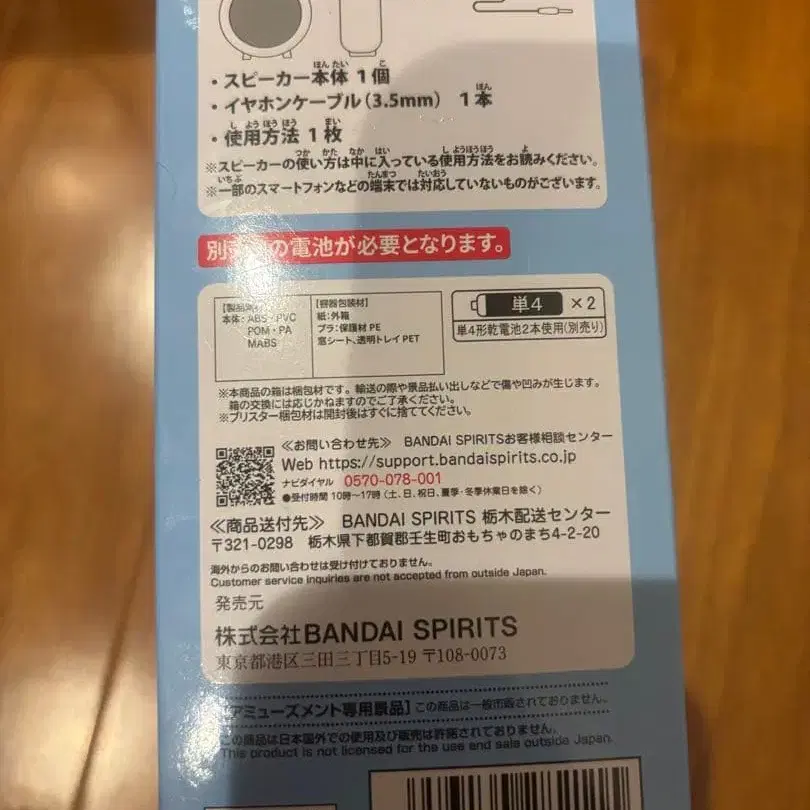 ・スピーカー本体 1個
・イヤホンケーブル(3.5mm) 1本
・使用方法 1枚
※スピーカーの使い方は中に入っている使用方法をお読みください。
※一部のスマートフォンなどの端末では対応していないものがございます。
別 の電池が必要となります。
【製品
本体: ABS・PVC
POM・PA
MABS
【容器包装材】
紙:外箱
プラ:保護材 PE
窓シート、透明トレイ PET
単4 ×2
単4形乾電池2本使用(別売り)
※本商品の箱は梱包材です。輸送の際や景品払い出しなどで傷や凹みが生じます。
箱の交換には応じかねますのでご了承ください。
※ブリスター梱包材は開封後はすぐに捨ててください。
≪お問い合わせ先≫ BANDAI SPIRITSお客様相談センター
Web https://support.bandaispirits.co.jp
ナビダイヤル 0570-078-001
●受付時間 10時~17時 (土、日、祝日、夏季・冬季休業日を除く)
≪商品送付先≫ BANDAI SPIRITS 栃木配送センター
〒321-0298 栃木県下都賀郡壬生町おもちゃのまち4-2-20
海外からのお問い合わせは受け付けておりません。
Customer service inquiries are not accepted from outside Japan.
発売元
株式会社BANDAI SPIRITS
東京都港区三田三丁目5-19 〒108-0073
アミューズメント専用景品] この商品は一般市販されておりません。
この商品は日本国外での使用及び販売は許諾されておりません。
This product is not licensed for the use and sale outside Japan.